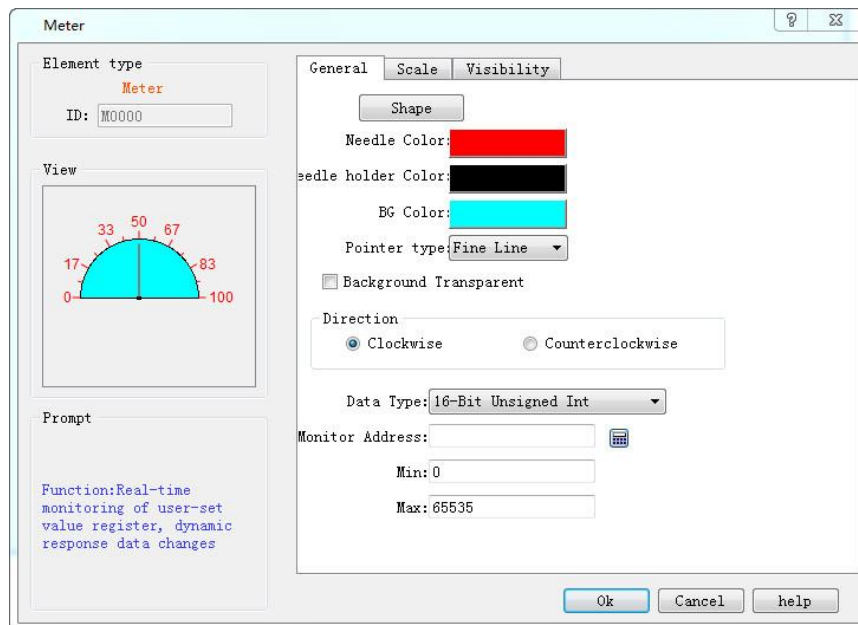 Meter
Element type
Meter
ID: M0000
View
0
17
33
50
67
83
100
Prompt
Function:Real-time
monitoring of user-set
value register, dynamic
response data changes
General Scale Visibility
Shape
Needle Color:
eedle holder Color:
BG Color:
Pointer type: Fine Line
Background Transparent
Direction
Clockwise Counterclockwise
Data Type: 16-Bit Unsigned Int
Monitor Address:
Min: 0
Max: 65535
Ok Cancel help